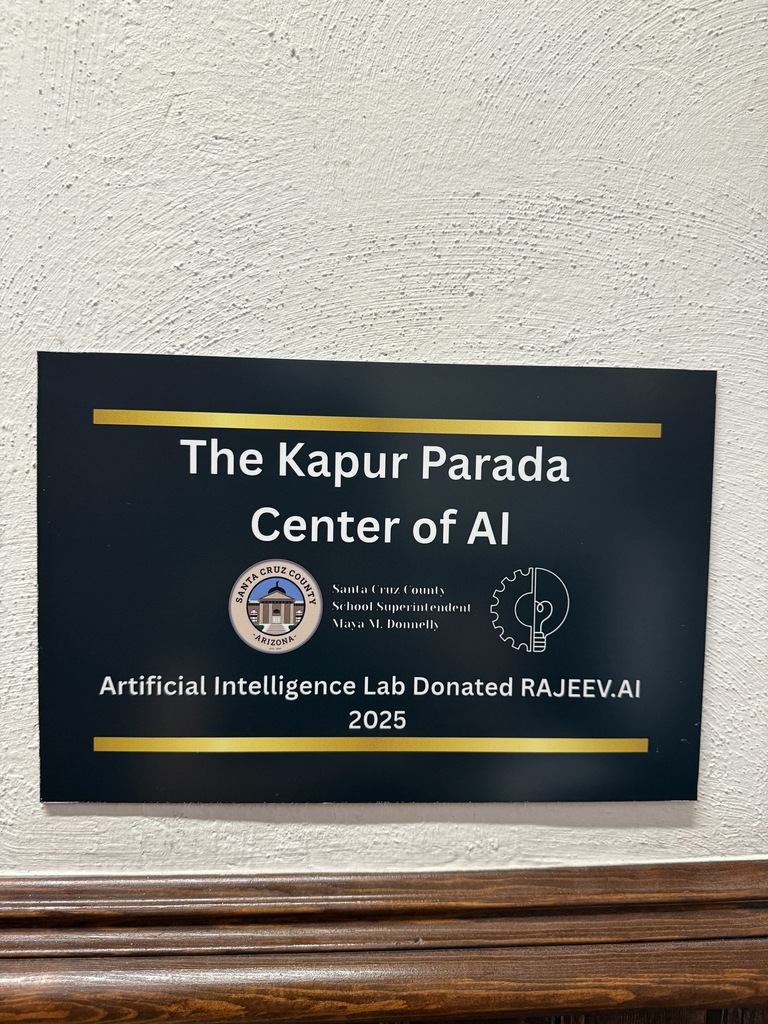 The Kapur Parada
Center of AI
SANTA CRUZ COUNTY
ARIZONA
Santa Cruz County
School Superintendent
Maya M. Donnelly
Artificial Intelligence Lab Donated RAJEEV.AI
2025